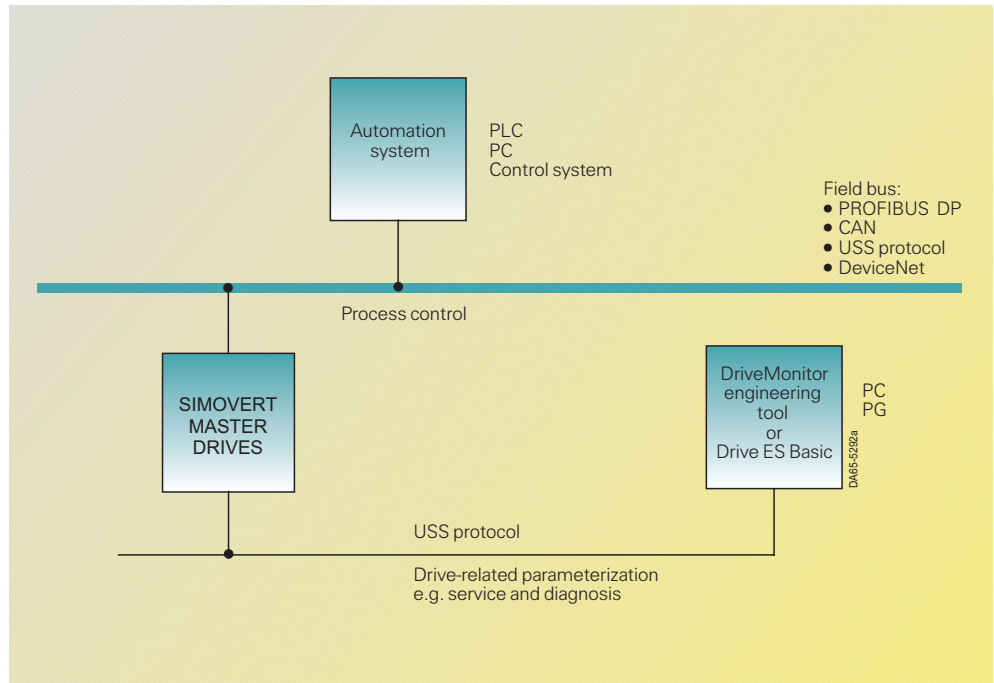 Automation
system
PLC
PC
Control system
Field bus:
• PROFIBUS DP
• CAN
• USS protocol
• DeviceNet
Process control
SIMOVERT
MASTER
DRIVES
DriveMonitor
engineering
tool
or
Drive ES Basic
PC
PG
DA65-5292a
USS protocol
Drive-related parameterization
e.g. service and diagnosis